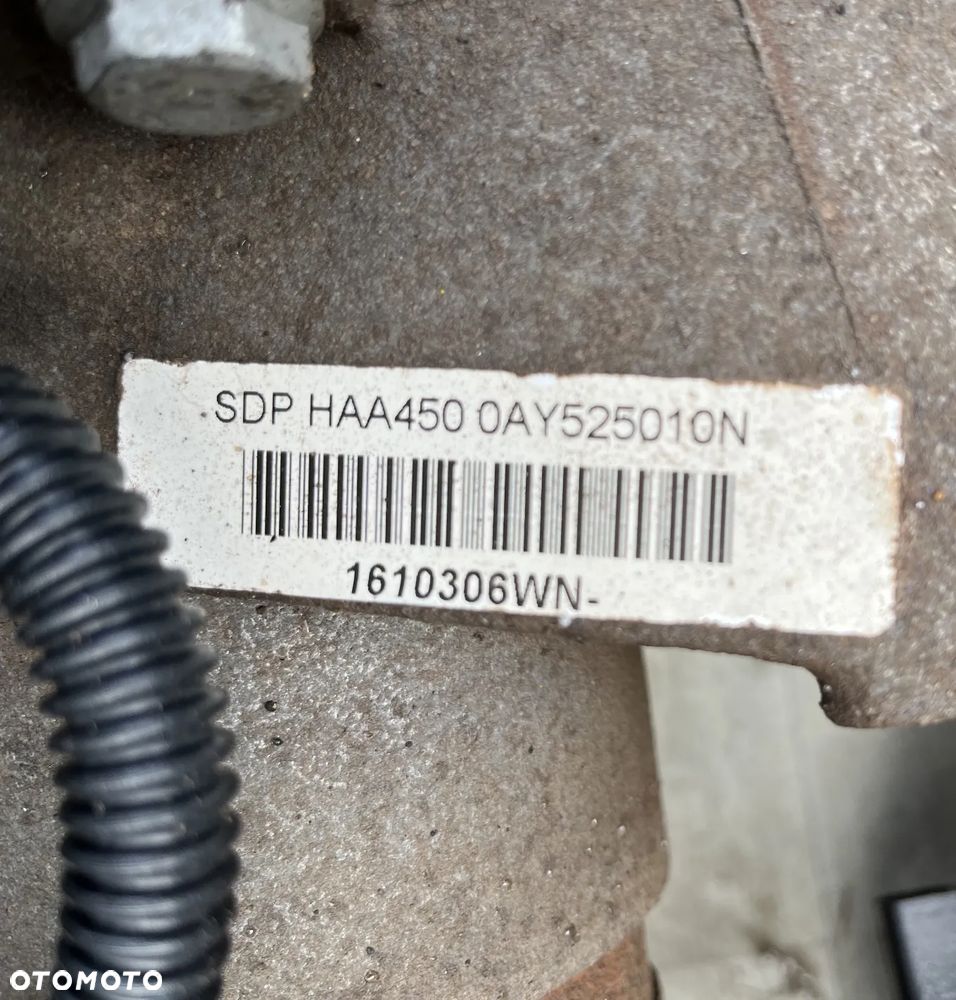 SDP HAA450 0AY525010N
1610306WN-
OTOMOTO